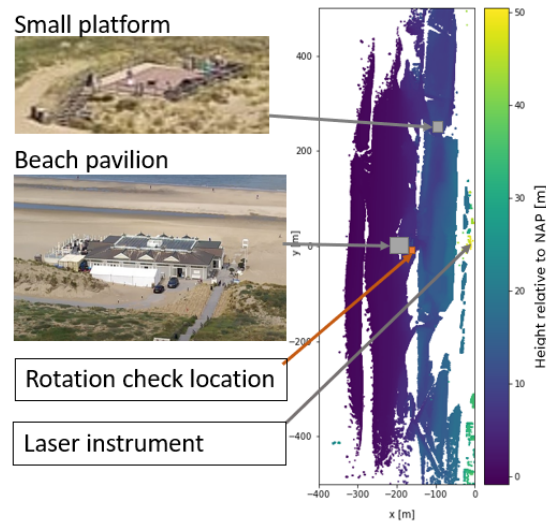 Small platform
Beach pavilion
Rotation check location
Laser instrument
400
200
0
−200
−400
y [m]
−400 −300 −200 −100 0
x [m]
50
40
30
20
10
0
Height relative to NAP [m]